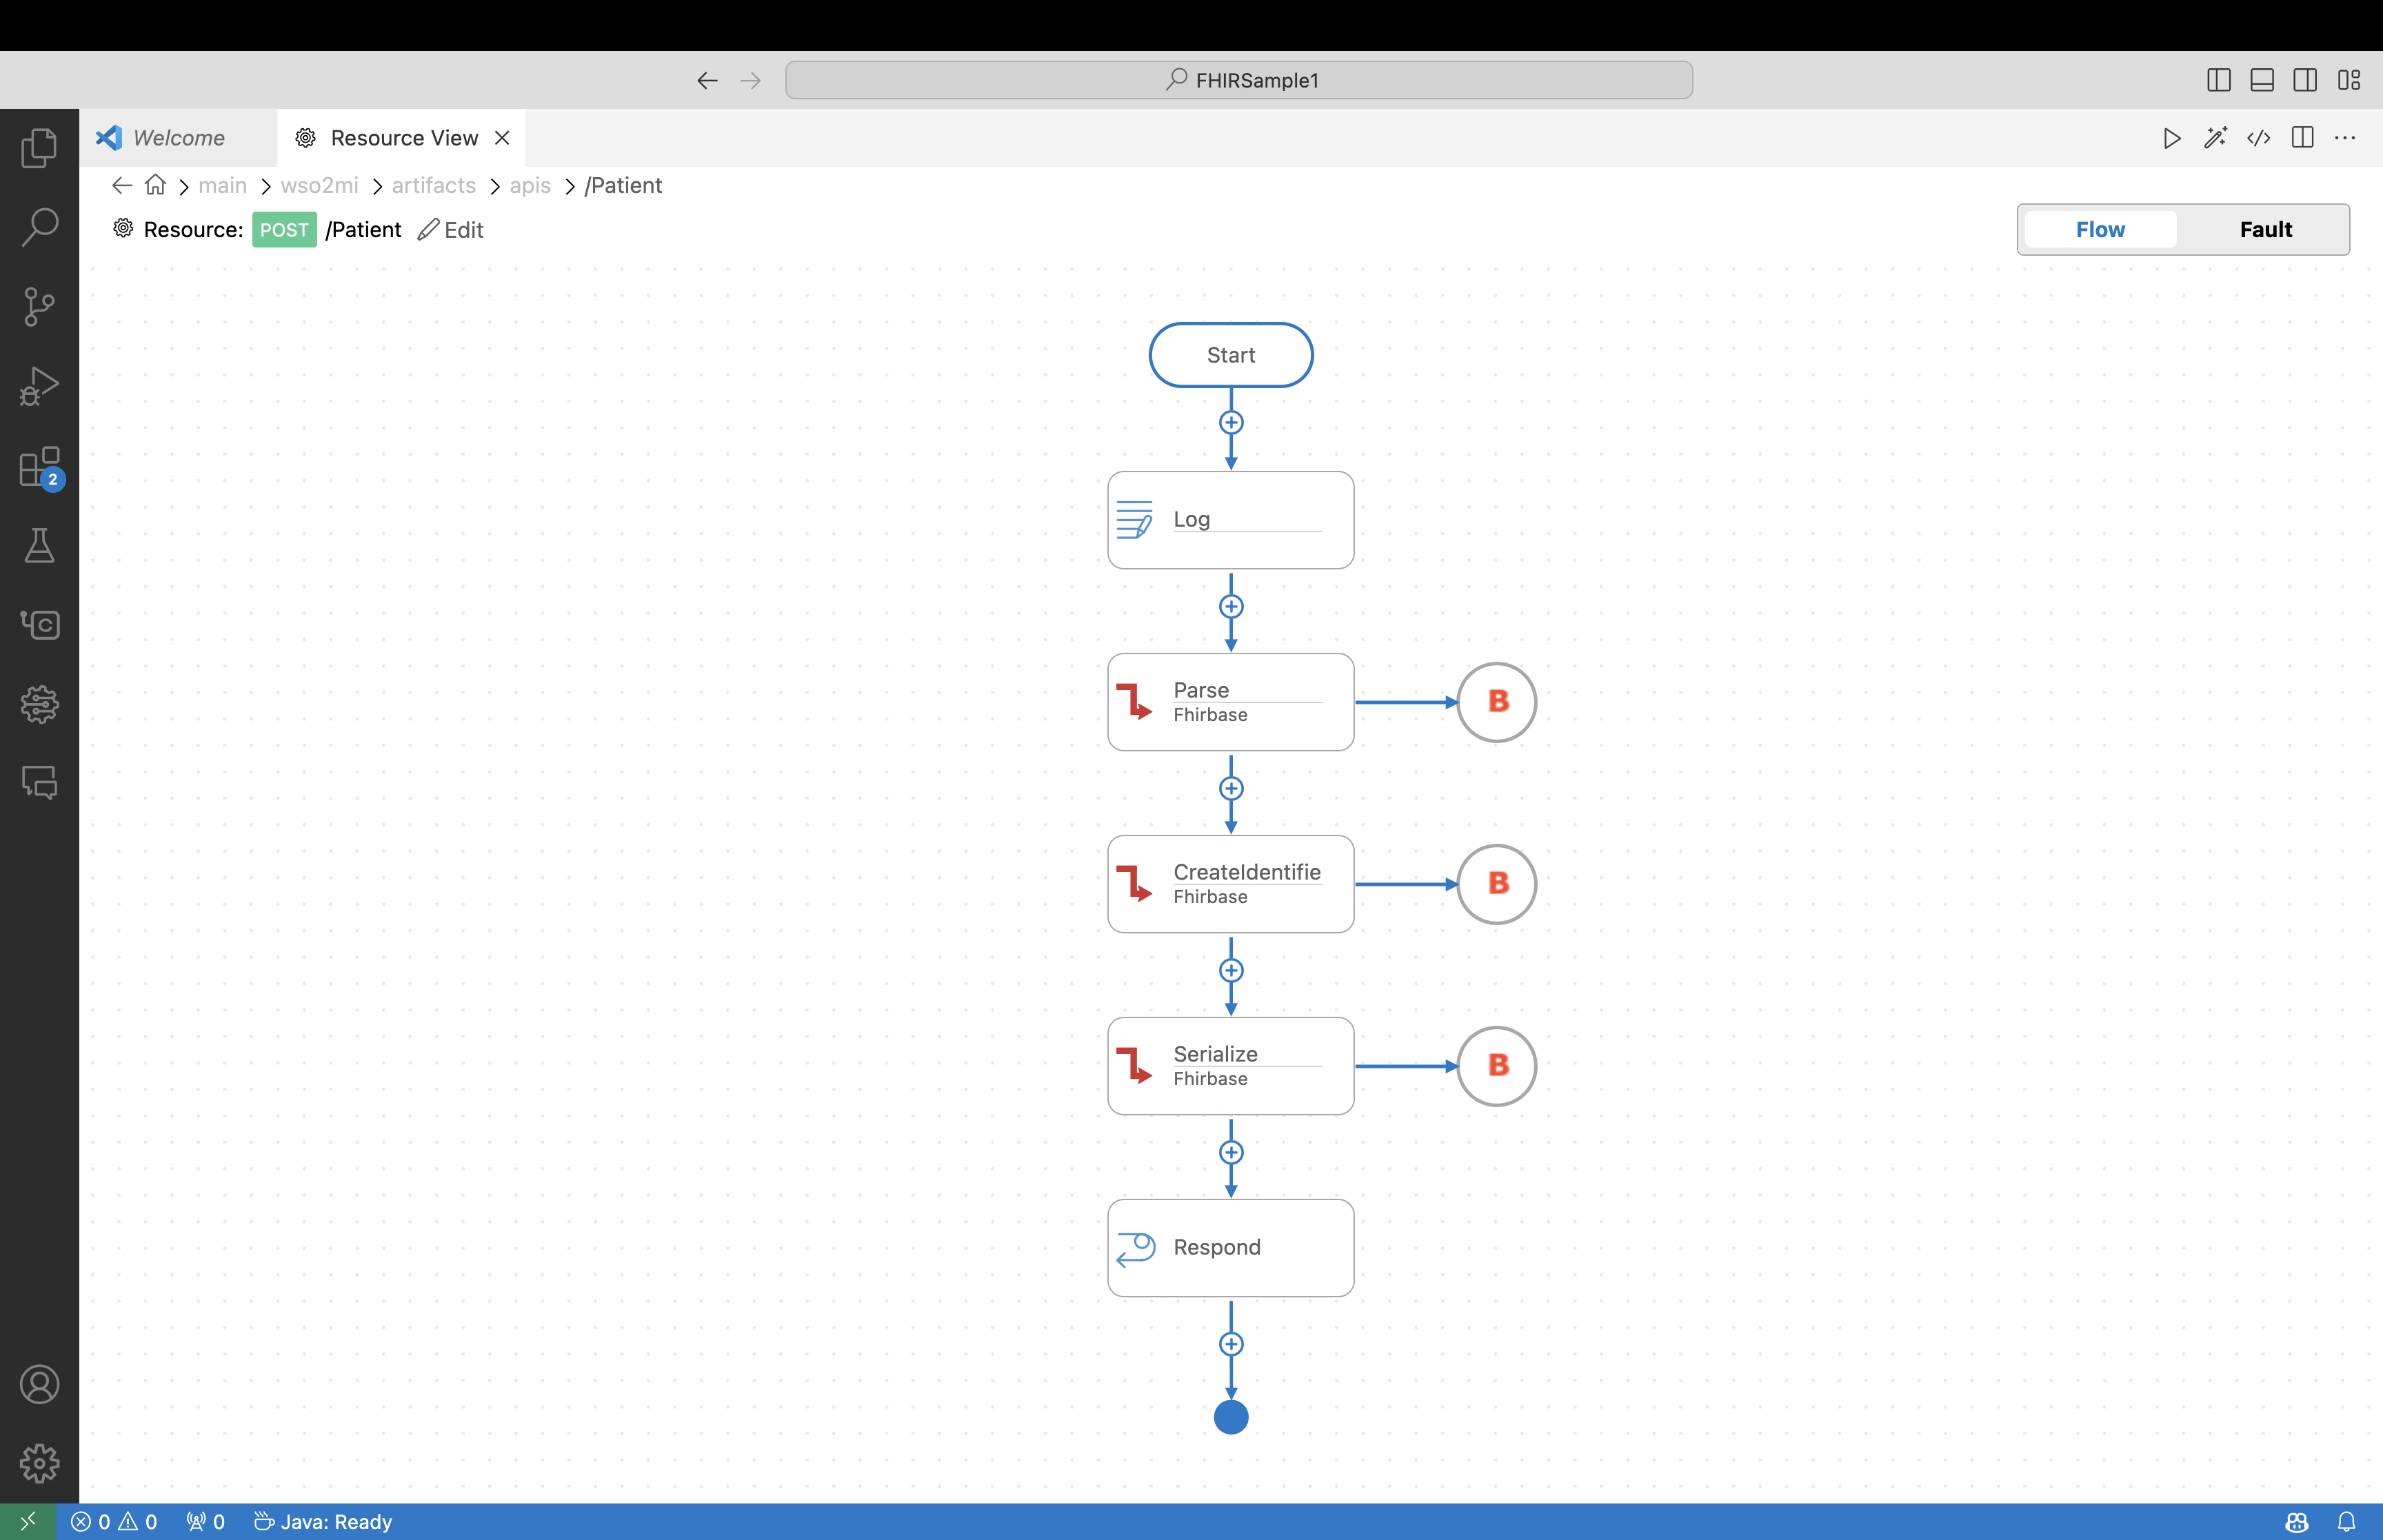 FHIRSample1
Welcome
Resource View
main > wso2mi > artifacts > apis > /Patient
Resource: POST /Patient Edit
Flow Fault
Start
Log
Parse
Fhirbase
B
CreateIdentifie
Fhirbase
B
Serialize
Fhirbase
B
Respond
2
C
0 0 0 Java: Ready